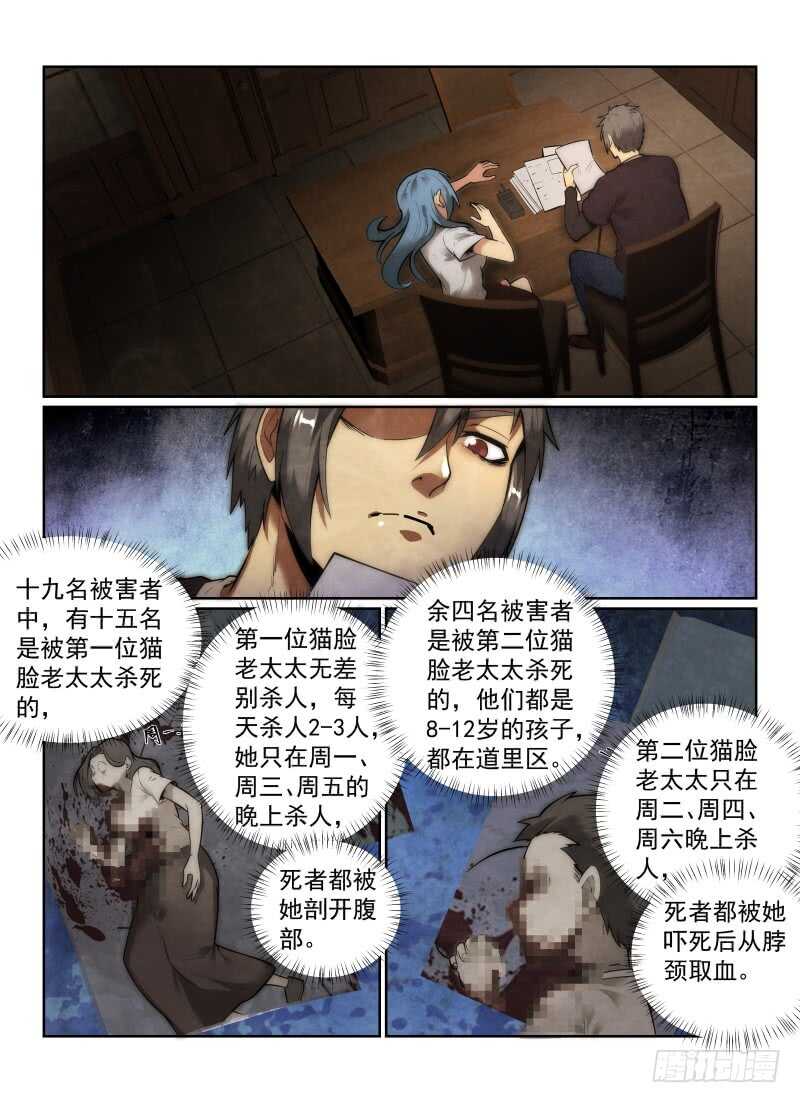 十九名被害者
中，有十五名
是被第一位猫
脸老太太杀死
的，
第一位猫脸
老太太无差
别杀人，每
天杀人2-3人，
她只在周一、
周三、周五的
晚上杀人，
死者都被
她剖开腹
部。
周一…
余四名被害者
是被第二位猫
脸老太太杀死
的，他们都是
8-12岁的孩子，
都在道里区。
第二位猫脸
老太太只在
周二、周四、
周六晚上杀
人，
死者都被她
吓死后从脖
颈取血。
腾讯动漫